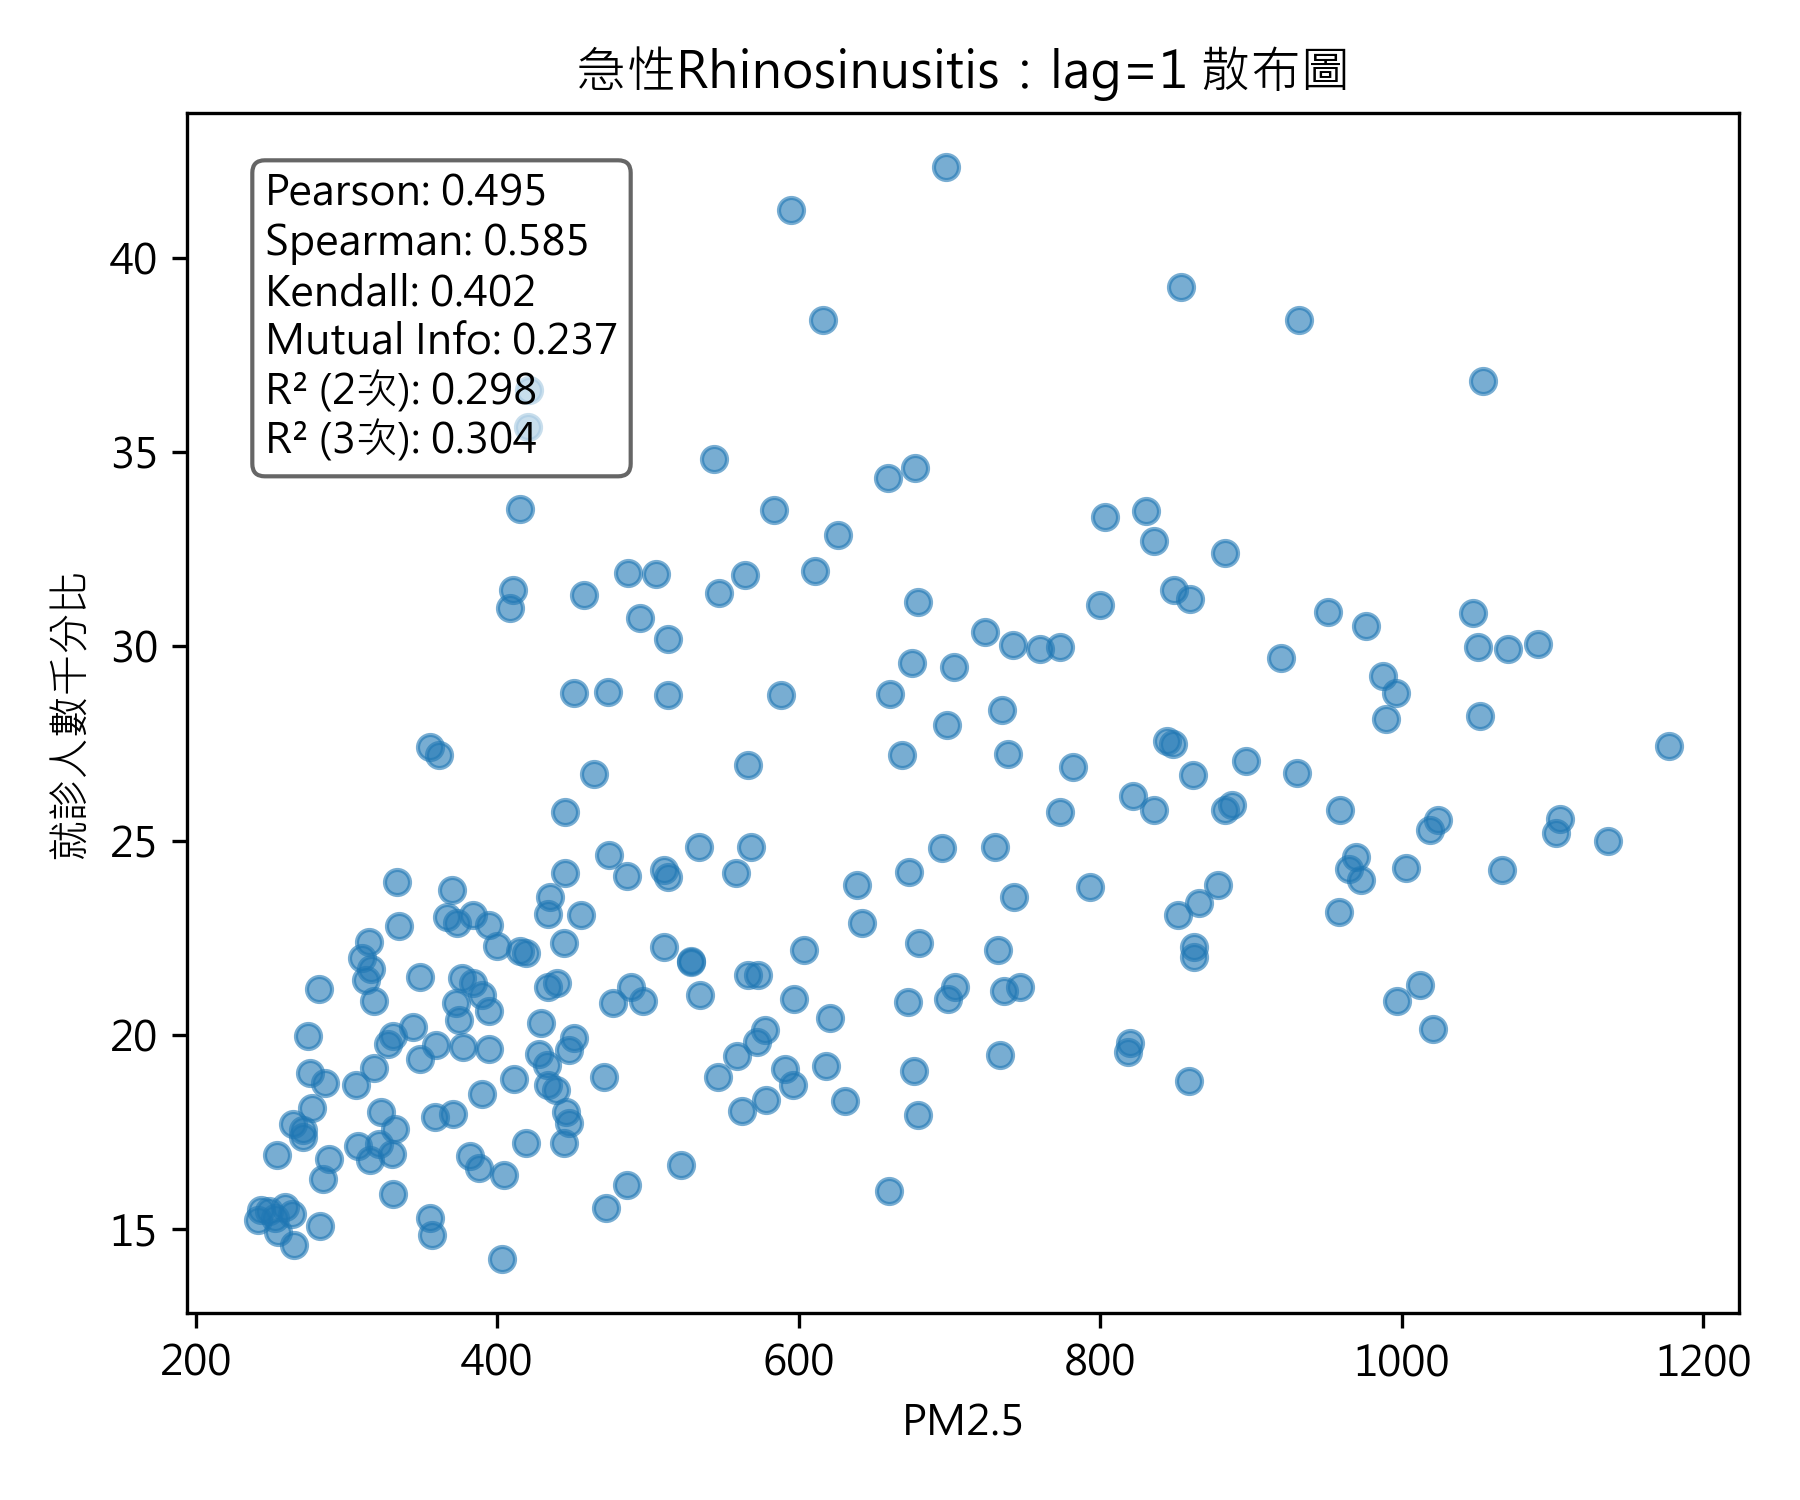 急性Rhinosinusitis：lag=1 散布圖
Pearson: 0.495
Spearman: 0.585
Kendall: 0.402
Mutual Info: 0.237
R² (2次): 0.298
R² (3次): 0.304
就診人數千分比
40
35
30
25
20
15
200 400 600 800 1000 1200
PM2.5